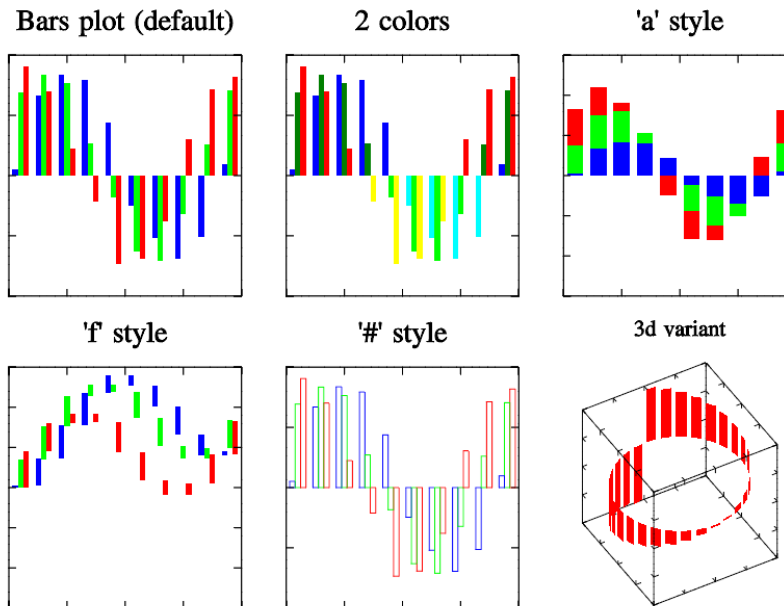 Bars plot (default)
2 colors
'a' style
'f' style
'#' style
3d variant